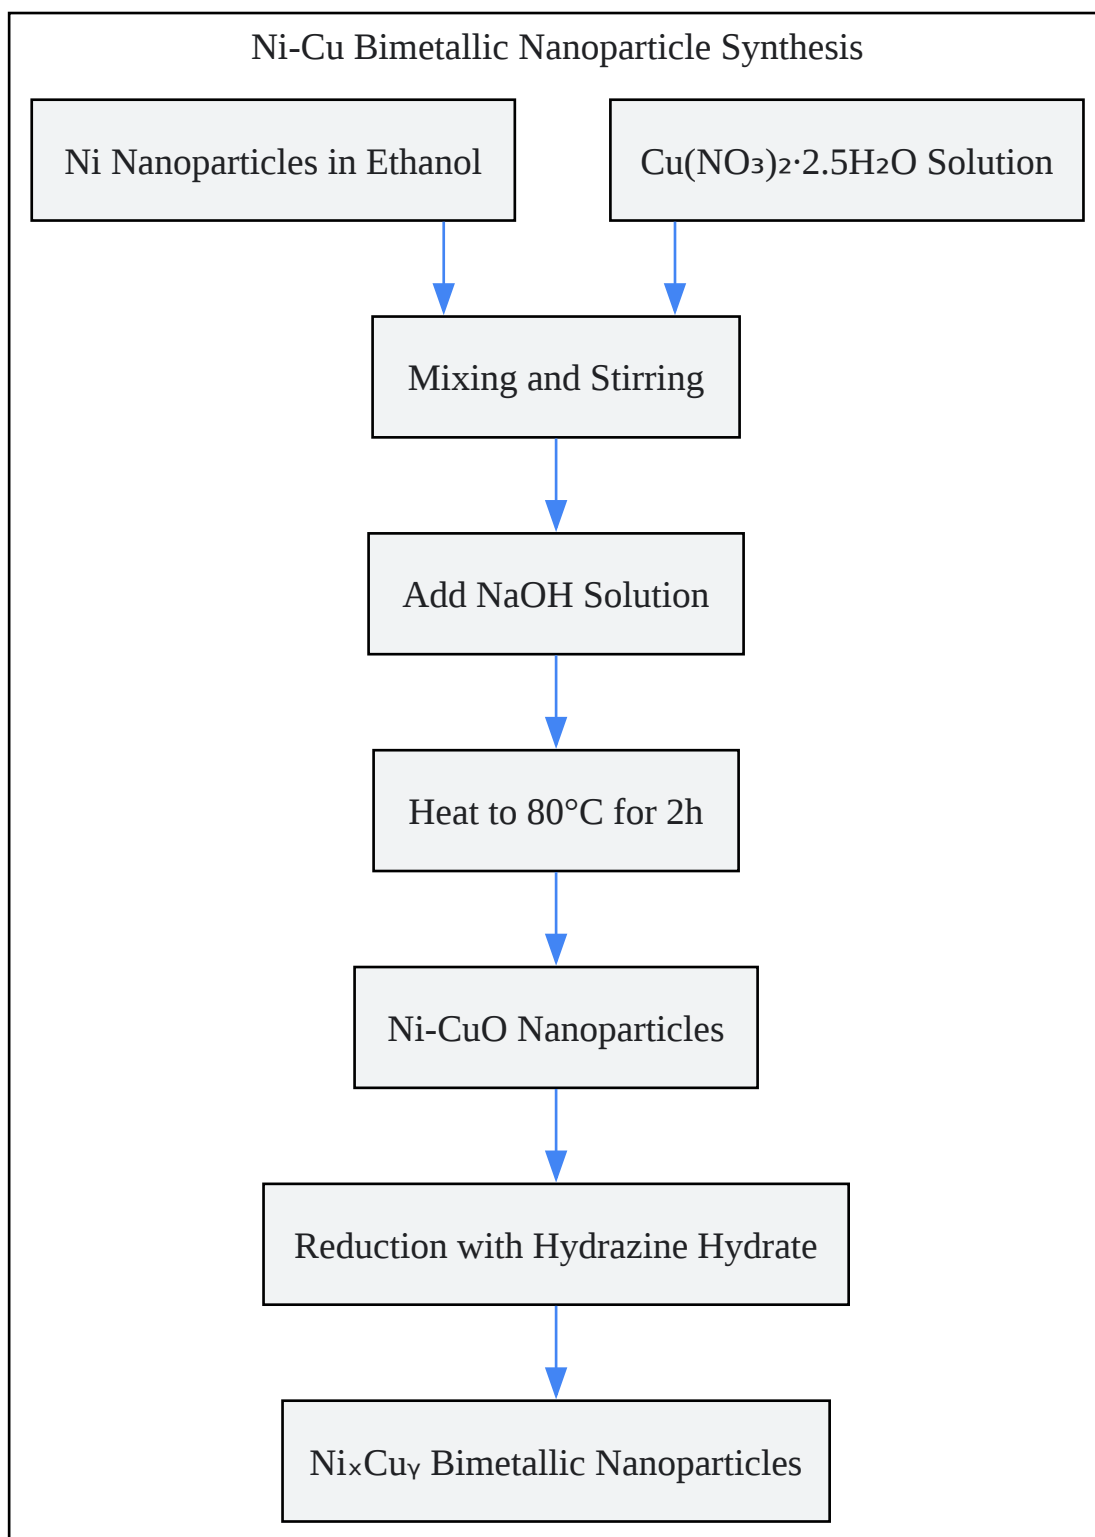 Ni-Cu Bimetallic Nanoparticle Synthesis
Ni Nanoparticles in Ethanol
Cu(NO₃)₂·2.5H₂O Solution
Mixing and Stirring
Add NaOH Solution
Heat to 80°C for 2h
Ni-CuO Nanoparticles
Reduction with Hydrazine Hydrate
NiₓCuᵧ Bimetallic Nanoparticles